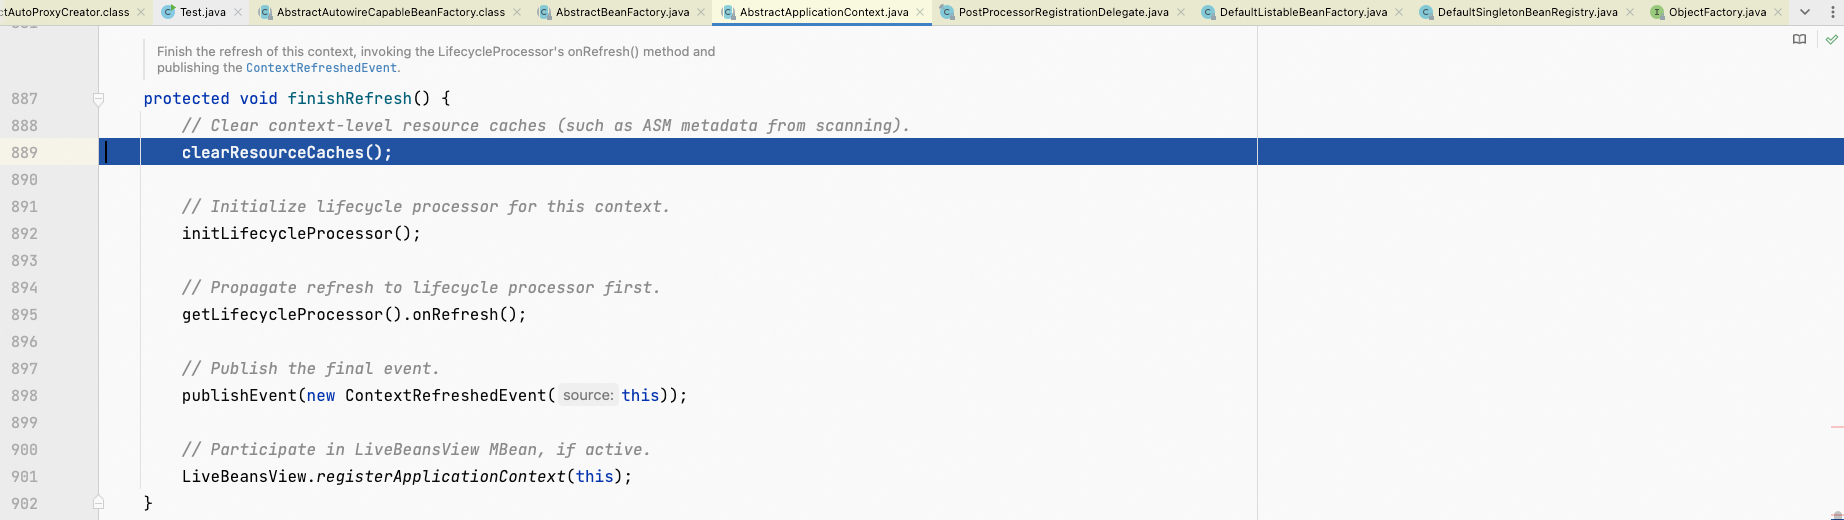 ctAutoProxyCreator.class Test.java AbstractAutowireCapableBeanFactory.class AbstractBeanFactory.java AbstractApplicationContext.java PostProcessorRegistrationDelegate.java DefaultListableBeanFactory.java DefaultSingletonBeanRegistry.java ObjectFactory.java
Finish the refresh of this context, invoking the LifecycleProcessor's onRefresh() method and
publishing the ContextRefreshedEvent.
887 protected void finishRefresh() {
888 // Clear context-level resource caches (such as ASM metadata from scanning).
889 clearResourceCaches();
890
891 // Initialize lifecycle processor for this context.
892 initLifecycleProcessor();
893
894 // Propagate refresh to lifecycle processor first.
895 getLifecycleProcessor().onRefresh();
896
897 // Publish the final event.
898 publishEvent(new ContextRefreshedEvent( source: this));
899
900 // Participate in LiveBeansView MBean, if active.
901 LiveBeansView.registerApplicationContext(this);
902 }